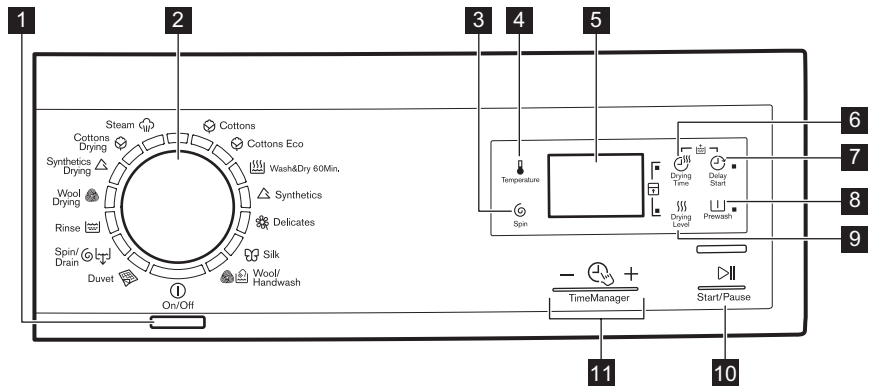 1
2
3
4
5
6
7
8
9
10
11
Steam
Cottons
Drying
Synthetics
Drying
Wool
Drying
Rinse
Spin/
Drain
Duvet
Cottons
Cottons Eco
Wash&Dry 60Min.
Synthetics
Delicates
Silk
Wool/
Handwash
On/Off
Temperature
Spin
Drying
Time
Delay
Start
Drying
Level
Prewash
TimeManager
Start/Pause